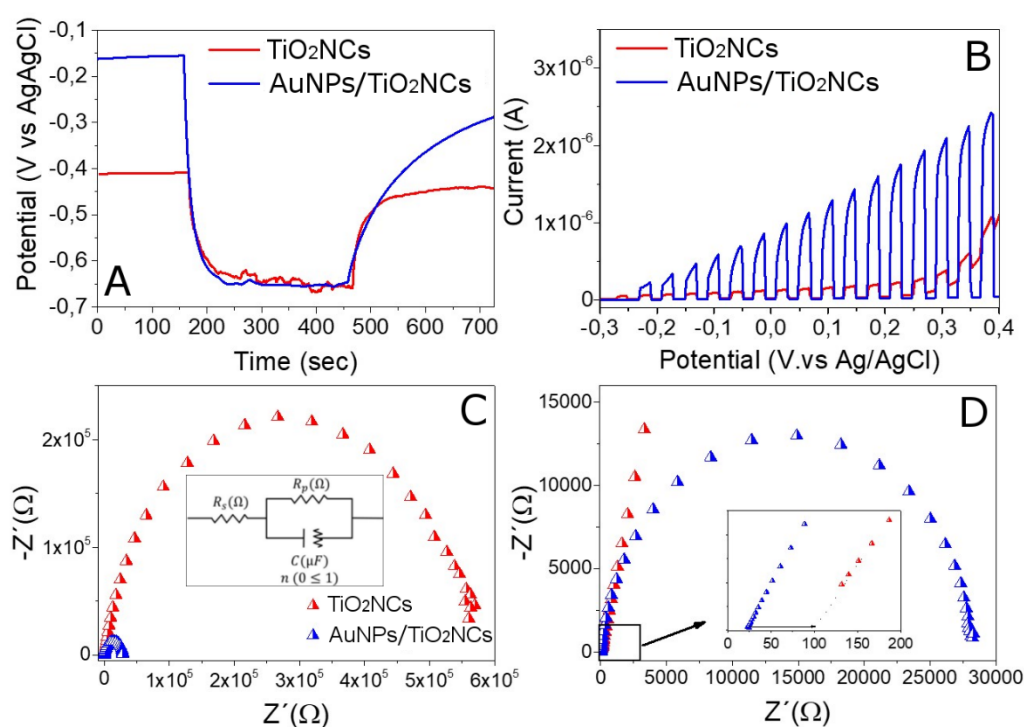 -0,1
-0,2
-0,3
-0,4
-0,5
-0,6
-0,7
Potential (V vs AgAgCl)
TiO₂NCs
AuNPs/TiO₂NCs
A
0 100 200 300 400 500 600 700
Time (sec)
3x10⁻⁶
2x10⁻⁶
1x10⁻⁶
0
Current (A)
TiO₂NCs
AuNPs/TiO₂NCs
B
-0,3 -0,2 -0,1 0,0 0,1 0,2 0,3 0,4
Potential (V.vs Ag/AgCl)
2x10⁵
1x10⁵
0
-Z´(Ω)
C
Rₛ(Ω)
Rₚ(Ω)
C(μF)
n (0 ≤ 1)
TiO₂NCs
AuNPs/TiO₂NCs
0 1x10⁵ 2x10⁵ 3x10⁵ 4x10⁵ 5x10⁵ 6x10⁵
Z´(Ω)
15000
12500
10000
7500
5000
2500
0
-Z´(Ω)
D
0 50 100 150 200
0 5000 10000 15000 20000 25000 30000
Z´(Ω)